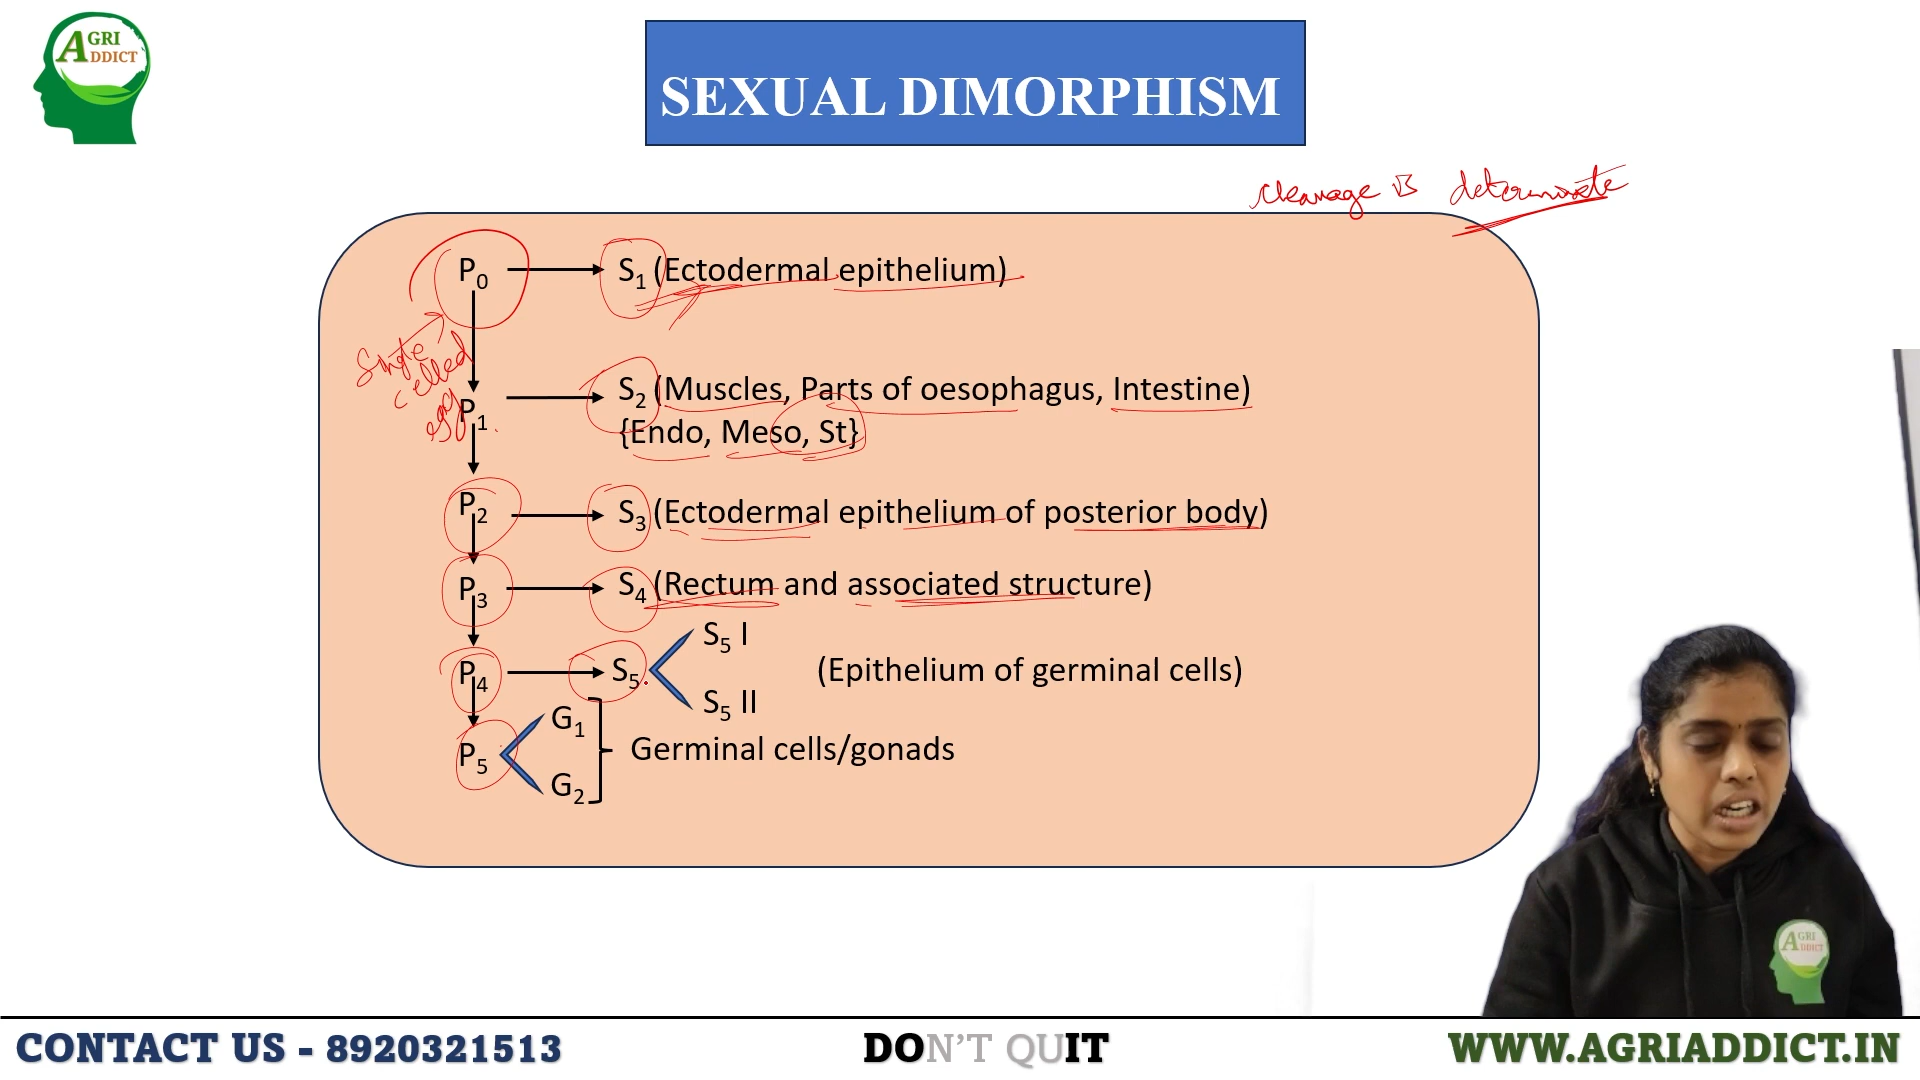 AGRI
ADDICT
SEXUAL DIMORPHISM
cleavage is determinate
P0 S1 (Ectodermal epithelium)
Single
celled
egg
P1 S2 (Muscles, Parts of oesophagus, Intestine)
{Endo, Meso, St}
P2 S3 (Ectodermal epithelium of posterior body)
P3 S4 (Rectum and associated structure)
S5 I
P4 S5 (Epithelium of germinal cells)
S5 II
G1
P5 Germinal cells/gonads
G2
AGRI
ADDICT
CONTACT US - 8920321513 DON'T QUIT WWW.AGRIADDICT.IN